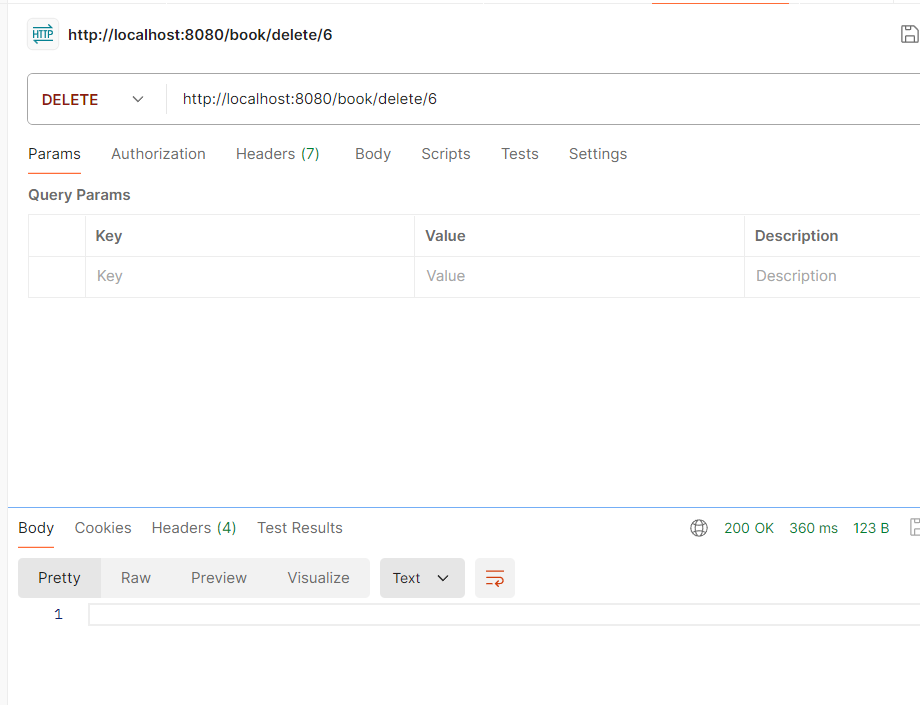 HTTP http://localhost:8080/book/delete/6
DELETE http://localhost:8080/book/delete/6
Params Authorization Headers (7) Body Scripts Tests Settings
Query Params
Key Value Description
Key Value Description
Body Cookies Headers (4) Test Results 200 OK 360 ms 123 B
Pretty Raw Preview Visualize Text
1